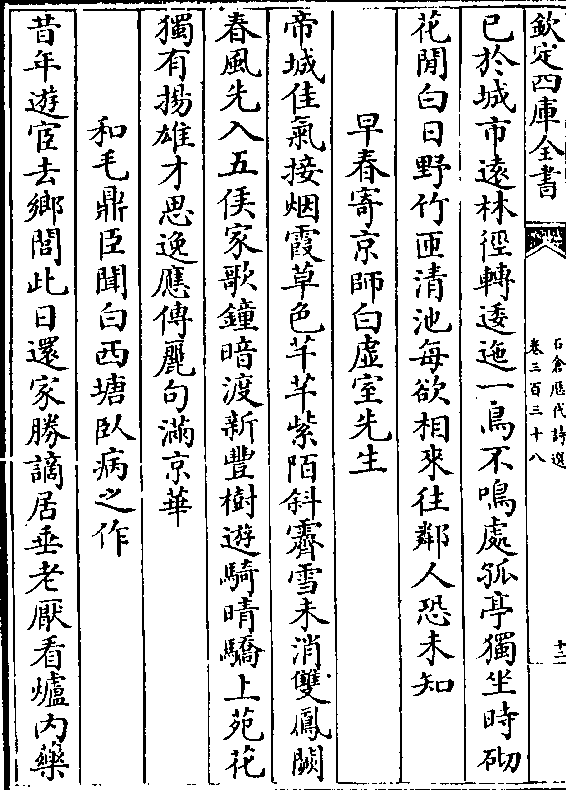 欽定四庫全書
石倉歷代詩選
卷三百三十八
十二
已於城市遠林徑轉逶迤一鳥不鳴處孤亭獨坐時砌
花閒白日野竹匝清池每欲相來往鄰人恐未知
早春寄京師白虛室先生
帝城佳氣接烟霞草色芊芊紫陌斜霽雪未消雙鳳闕
春風先入五侯家歌鐘暗渡新豐樹遊騎晴驕上苑花
獨有揚雄才思逸應傳麗句滿京華
和毛鼎臣聞白西塘臥病之作
昔年遊宦去鄉閭此日還家勝謫居垂老厭看爐內藥